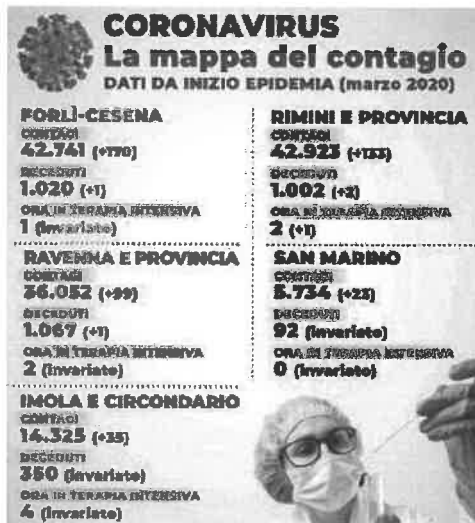 CORONAVIRUS
La mappa del contagio
DATI DA INIZIO EPIDEMIA (marzo 2020)
FORLÌ-CESENA
CONTAGI
42.741 (+170)
DECEDUTI
1.020 (+1)
ORA IN TERAPIA INTENSIVA
1 (invariato)
RIMINI E PROVINCIA
CONTAGI
42.923 (+133)
DECEDUTI
1.002 (+2)
ORA IN TERAPIA INTENSIVA
2 (+1)
RAVENNA E PROVINCIA
CONTAGI
36.052 (+99)
DECEDUTI
1.067 (+1)
ORA IN TERAPIA INTENSIVA
2 (invariato)
SAN MARINO
CONTAGI
5.734 (+23)
DECEDUTI
92 (invariato)
ORA IN TERAPIA INTENSIVA
0 (invariato)
IMOLA E CIRCONDARIO
CONTAGI
14.325 (+35)
DECEDUTI
350 (invariato)
ORA IN TERAPIA INTENSIVA
4 (invariato)